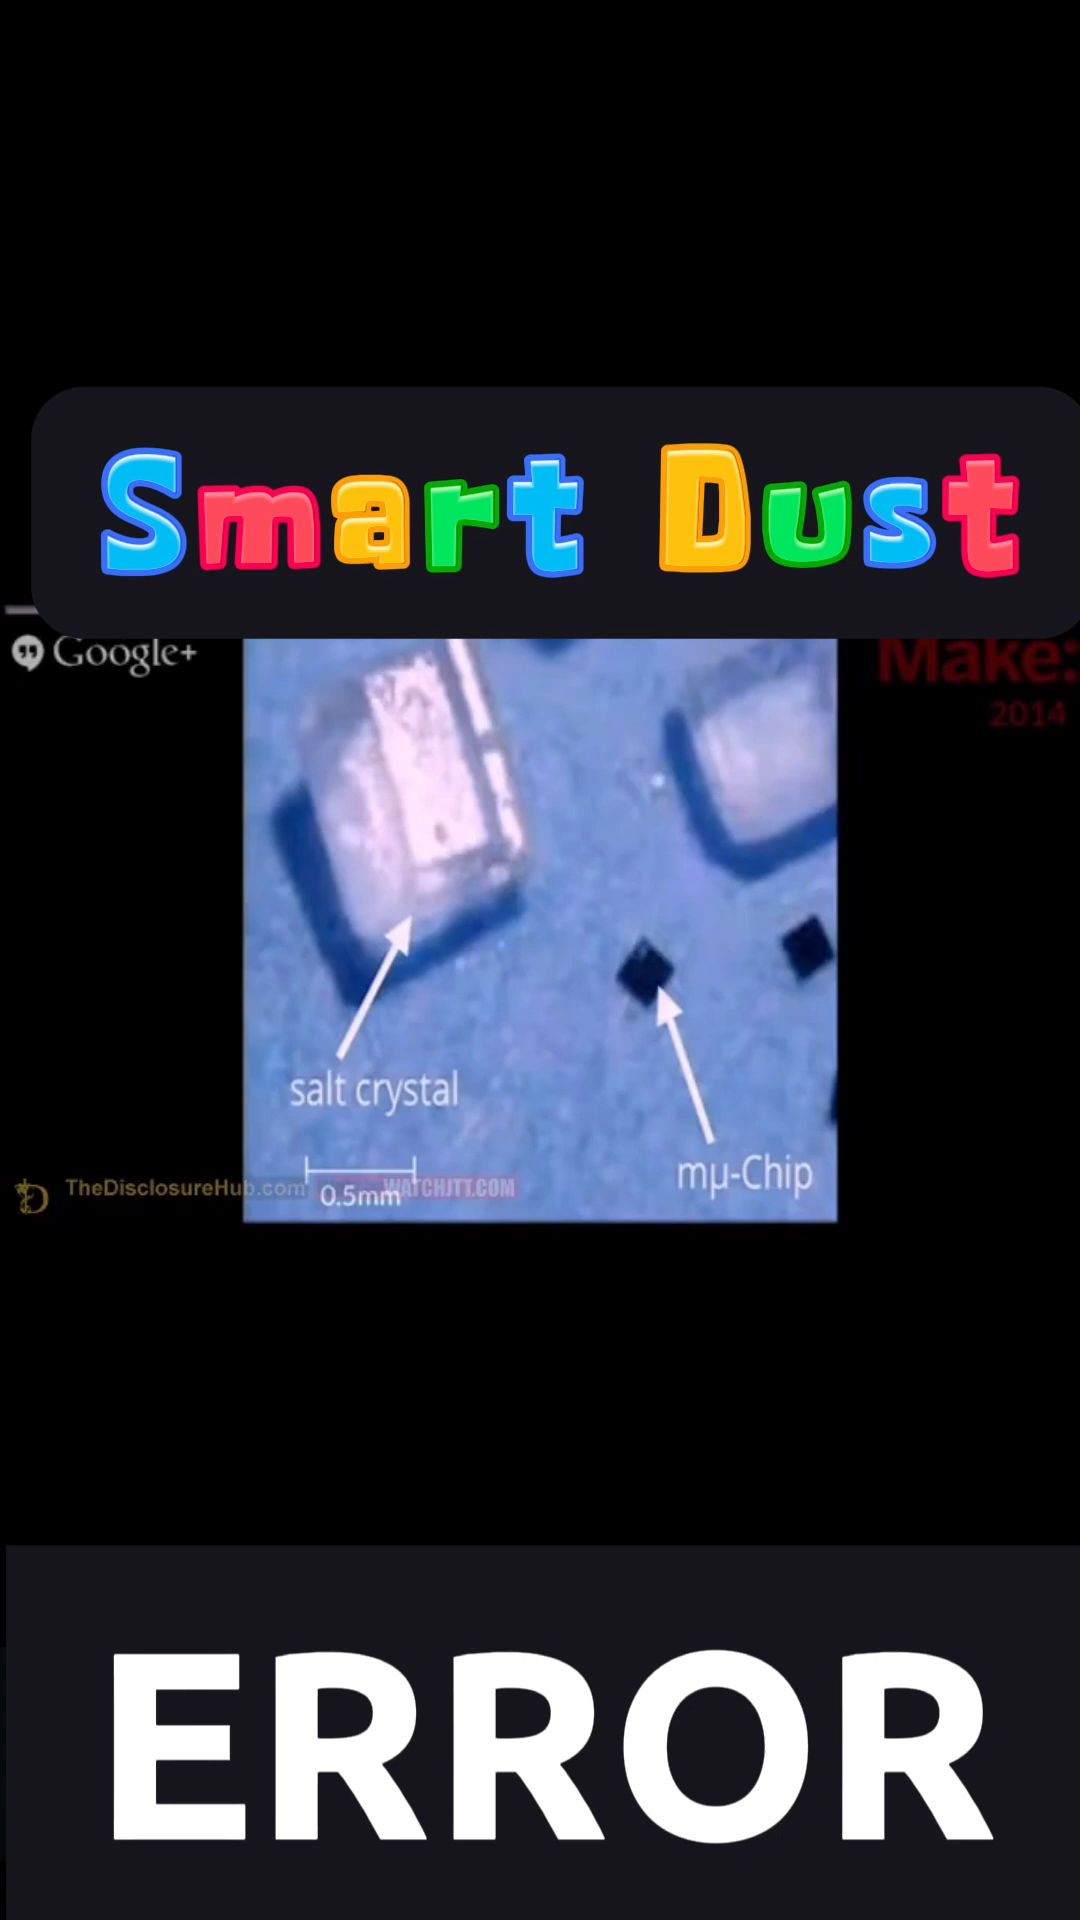 Smart Dust
Google+
Make:
2014
salt crystal
mμ-Chip
0.5mm
TheDisclosureHub.com
WATCHJTT.COM
ERROR